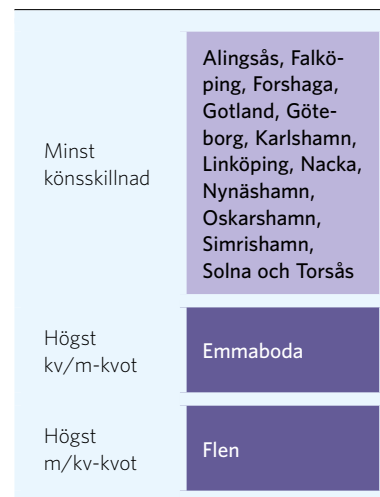 Minst
könsskillnad
Alingsås, Falkö-
ping, Forshaga,
Gotland, Göte-
borg, Karlshamn,
Linköping, Nacka,
Nynäshamn,
Oskarshamn,
Simrishamn,
Solna och Torsås
Högst
kv/m-kvot
Emmaboda
Högst
m/kv-kvot
Flen